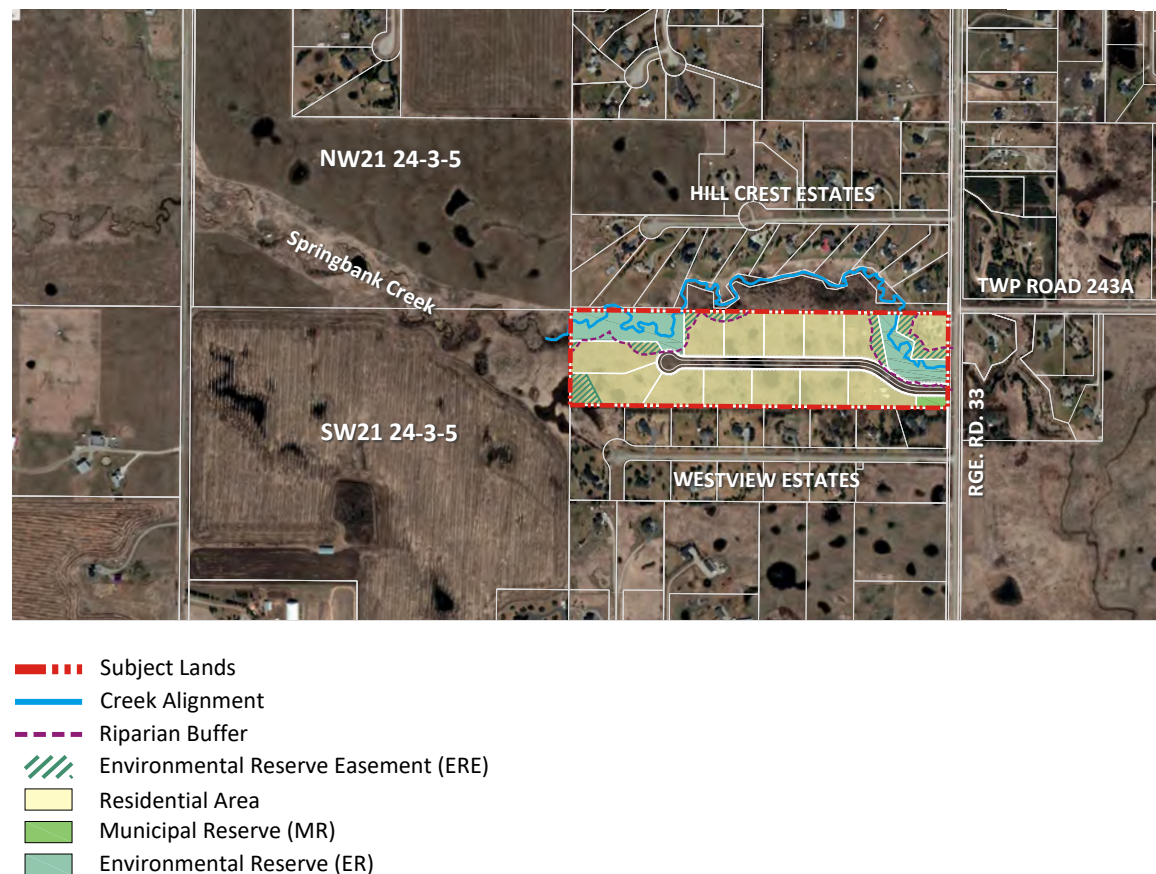 NW21 24-3-5
HILL CREST ESTATES
Springbank Creek
TWP ROAD 243A
SW21 24-3-5
RGE. RD. 33
WESTVIEW ESTATES
Subject Lands
Creek Alignment
Riparian Buffer
Environmental Reserve Easement (ERE)
Residential Area
Municipal Reserve (MR)
Environmental Reserve (ER)